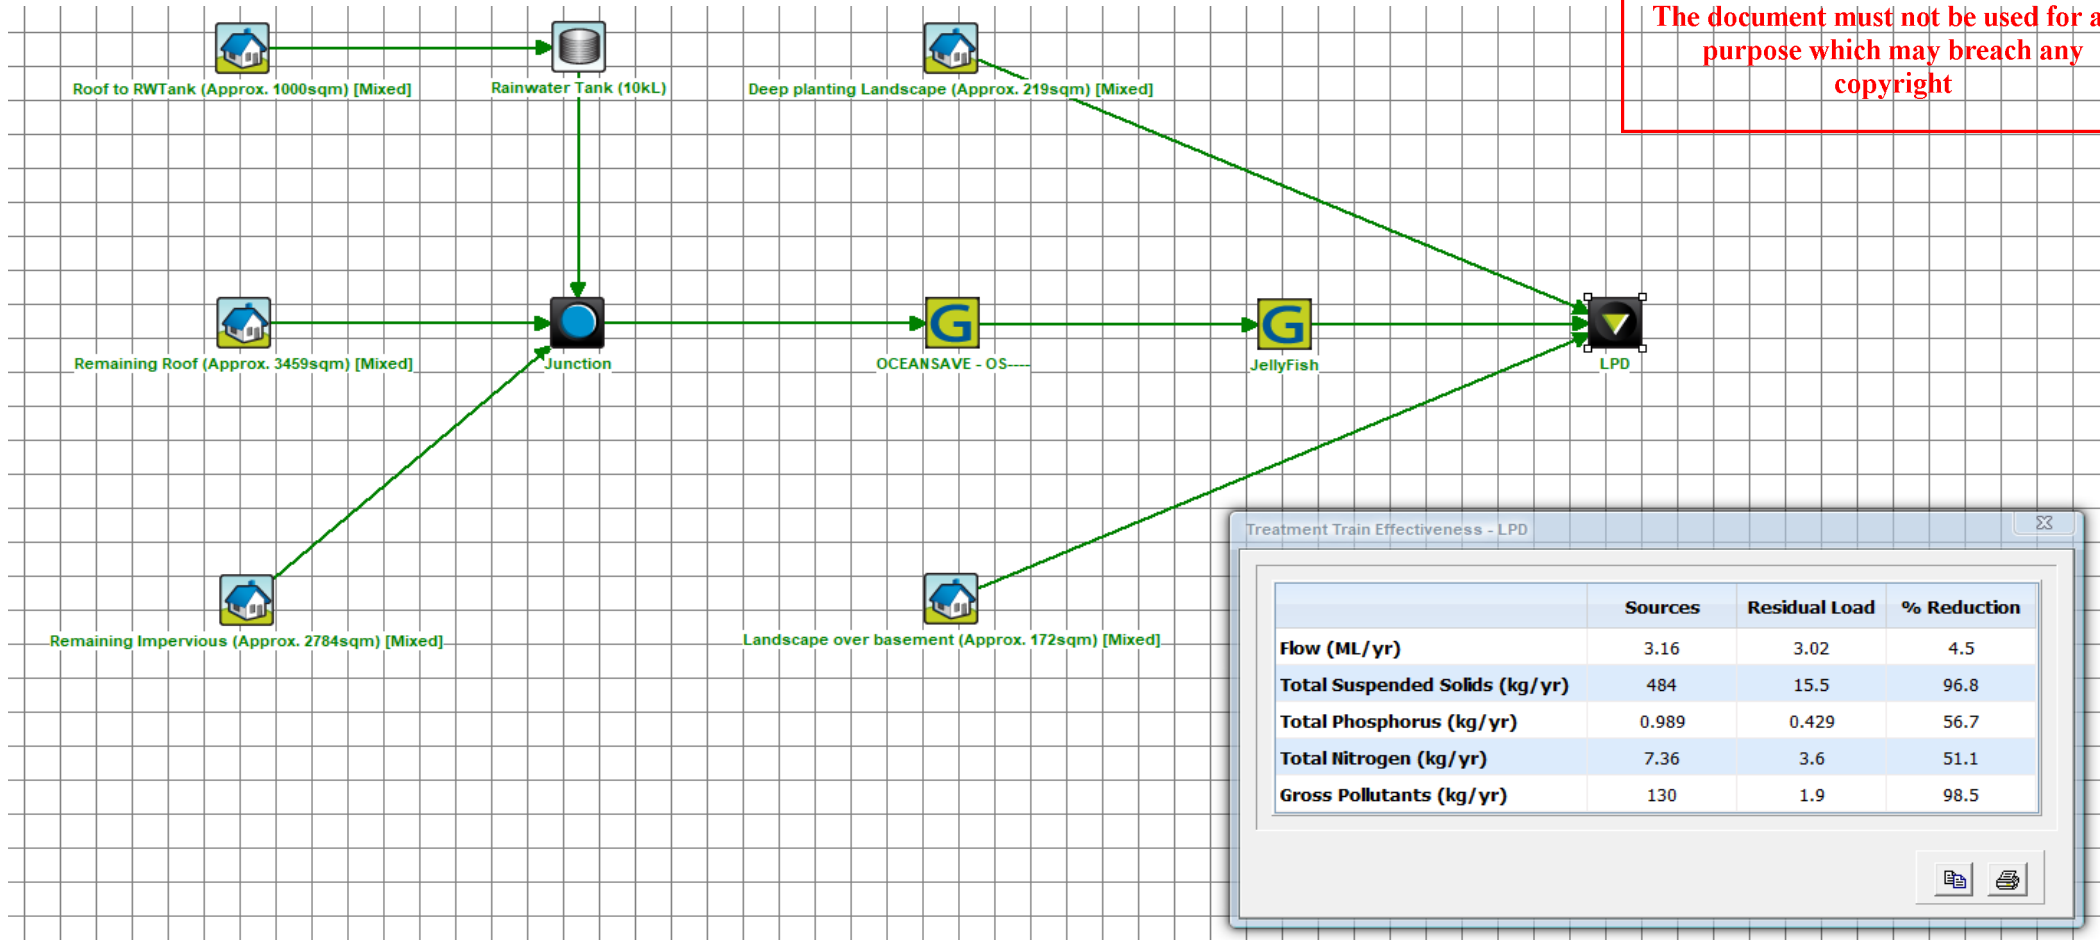 The document must not be used for a
purpose which may breach any
copyright
Roof to RWTank (Approx. 1000sqm) [Mixed]
Rainwater Tank (10kL)
Deep planting Landscape (Approx. 219sqm) [Mixed]
Remaining Roof (Approx. 3459sqm) [Mixed]
Junction
G
OCEANSAVE - OS----
G
JellyFish
LPD
Remaining Impervious (Approx. 2784sqm) [Mixed]
Landscape over basement (Approx. 172sqm) [Mixed]
Treatment Train Effectiveness - LPD
Sources Residual Load % Reduction
Flow (ML/yr) 3.16 3.02 4.5
Total Suspended Solids (kg/yr) 484 15.5 96.8
Total Phosphorus (kg/yr) 0.989 0.429 56.7
Total Nitrogen (kg/yr) 7.36 3.6 51.1
Gross Pollutants (kg/yr) 130 1.9 98.5